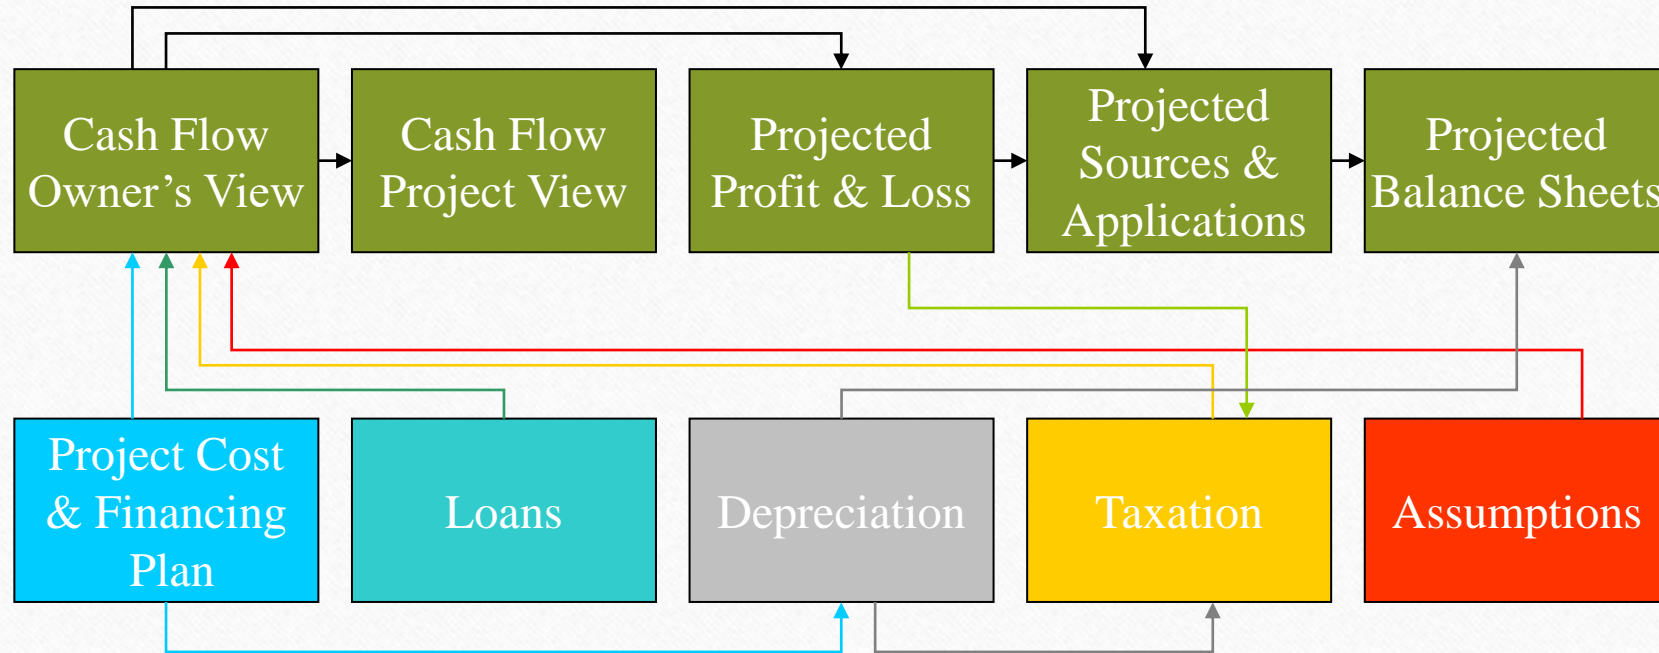 Cash Flow
Owner’s View
Cash Flow
Project View
Projected
Profit & Loss
Projected
Sources &
Applications
Projected
Balance Sheets
Project Cost
& Financing
Plan
Loans
Depreciation
Taxation
Assumptions